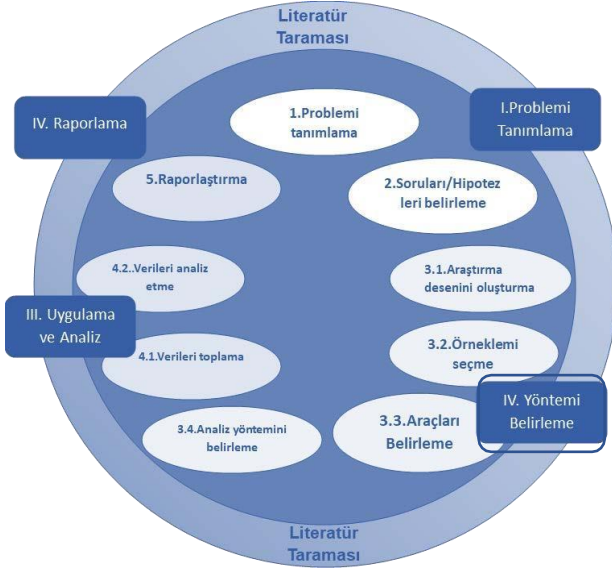 Literatür
Taraması
IV. Raporlama
I.Problemi
Tanımlama
1.Problemi
tanımlama
5.Raporlaştırma
2.Soruları/Hipotez
leri belirleme
4.2..Verileri analiz
etme
3.1.Araştırma
desenini oluşturma
III. Uygulama
ve Analiz
4.1.Verileri toplama
3.2.Örneklemi
seçme
IV. Yöntemi
Belirleme
3.4.Analiz yöntemini
belirleme
3.3.Araçları
Belirleme
Literatür
Taraması